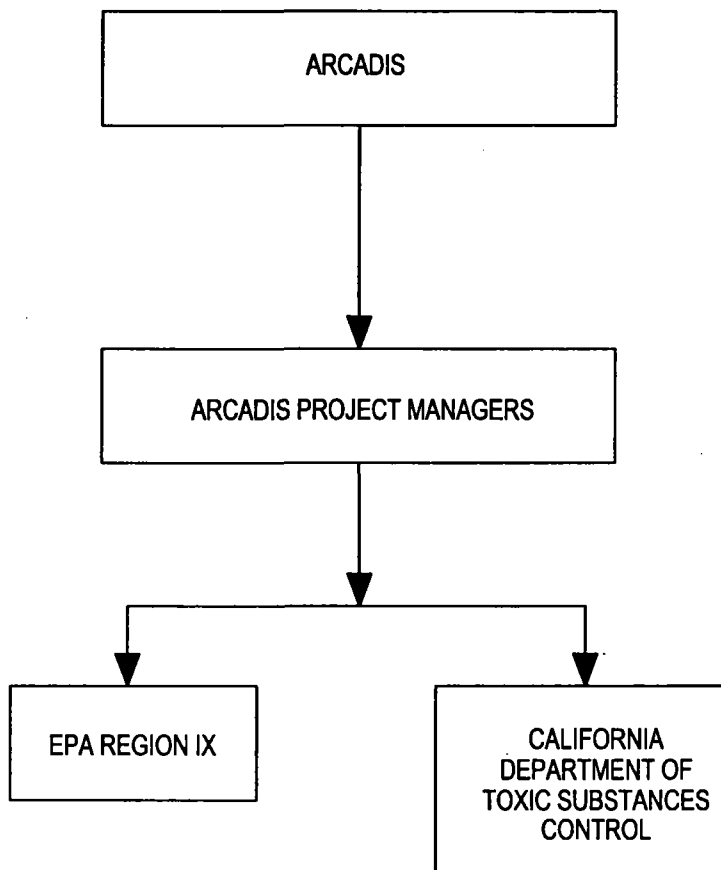 ARCADIS
ARCADIS PROJECT MANAGERS
EPA REGION IX
CALIFORNIA
DEPARTMENT OF
TOXIC SUBSTANCES
CONTROL